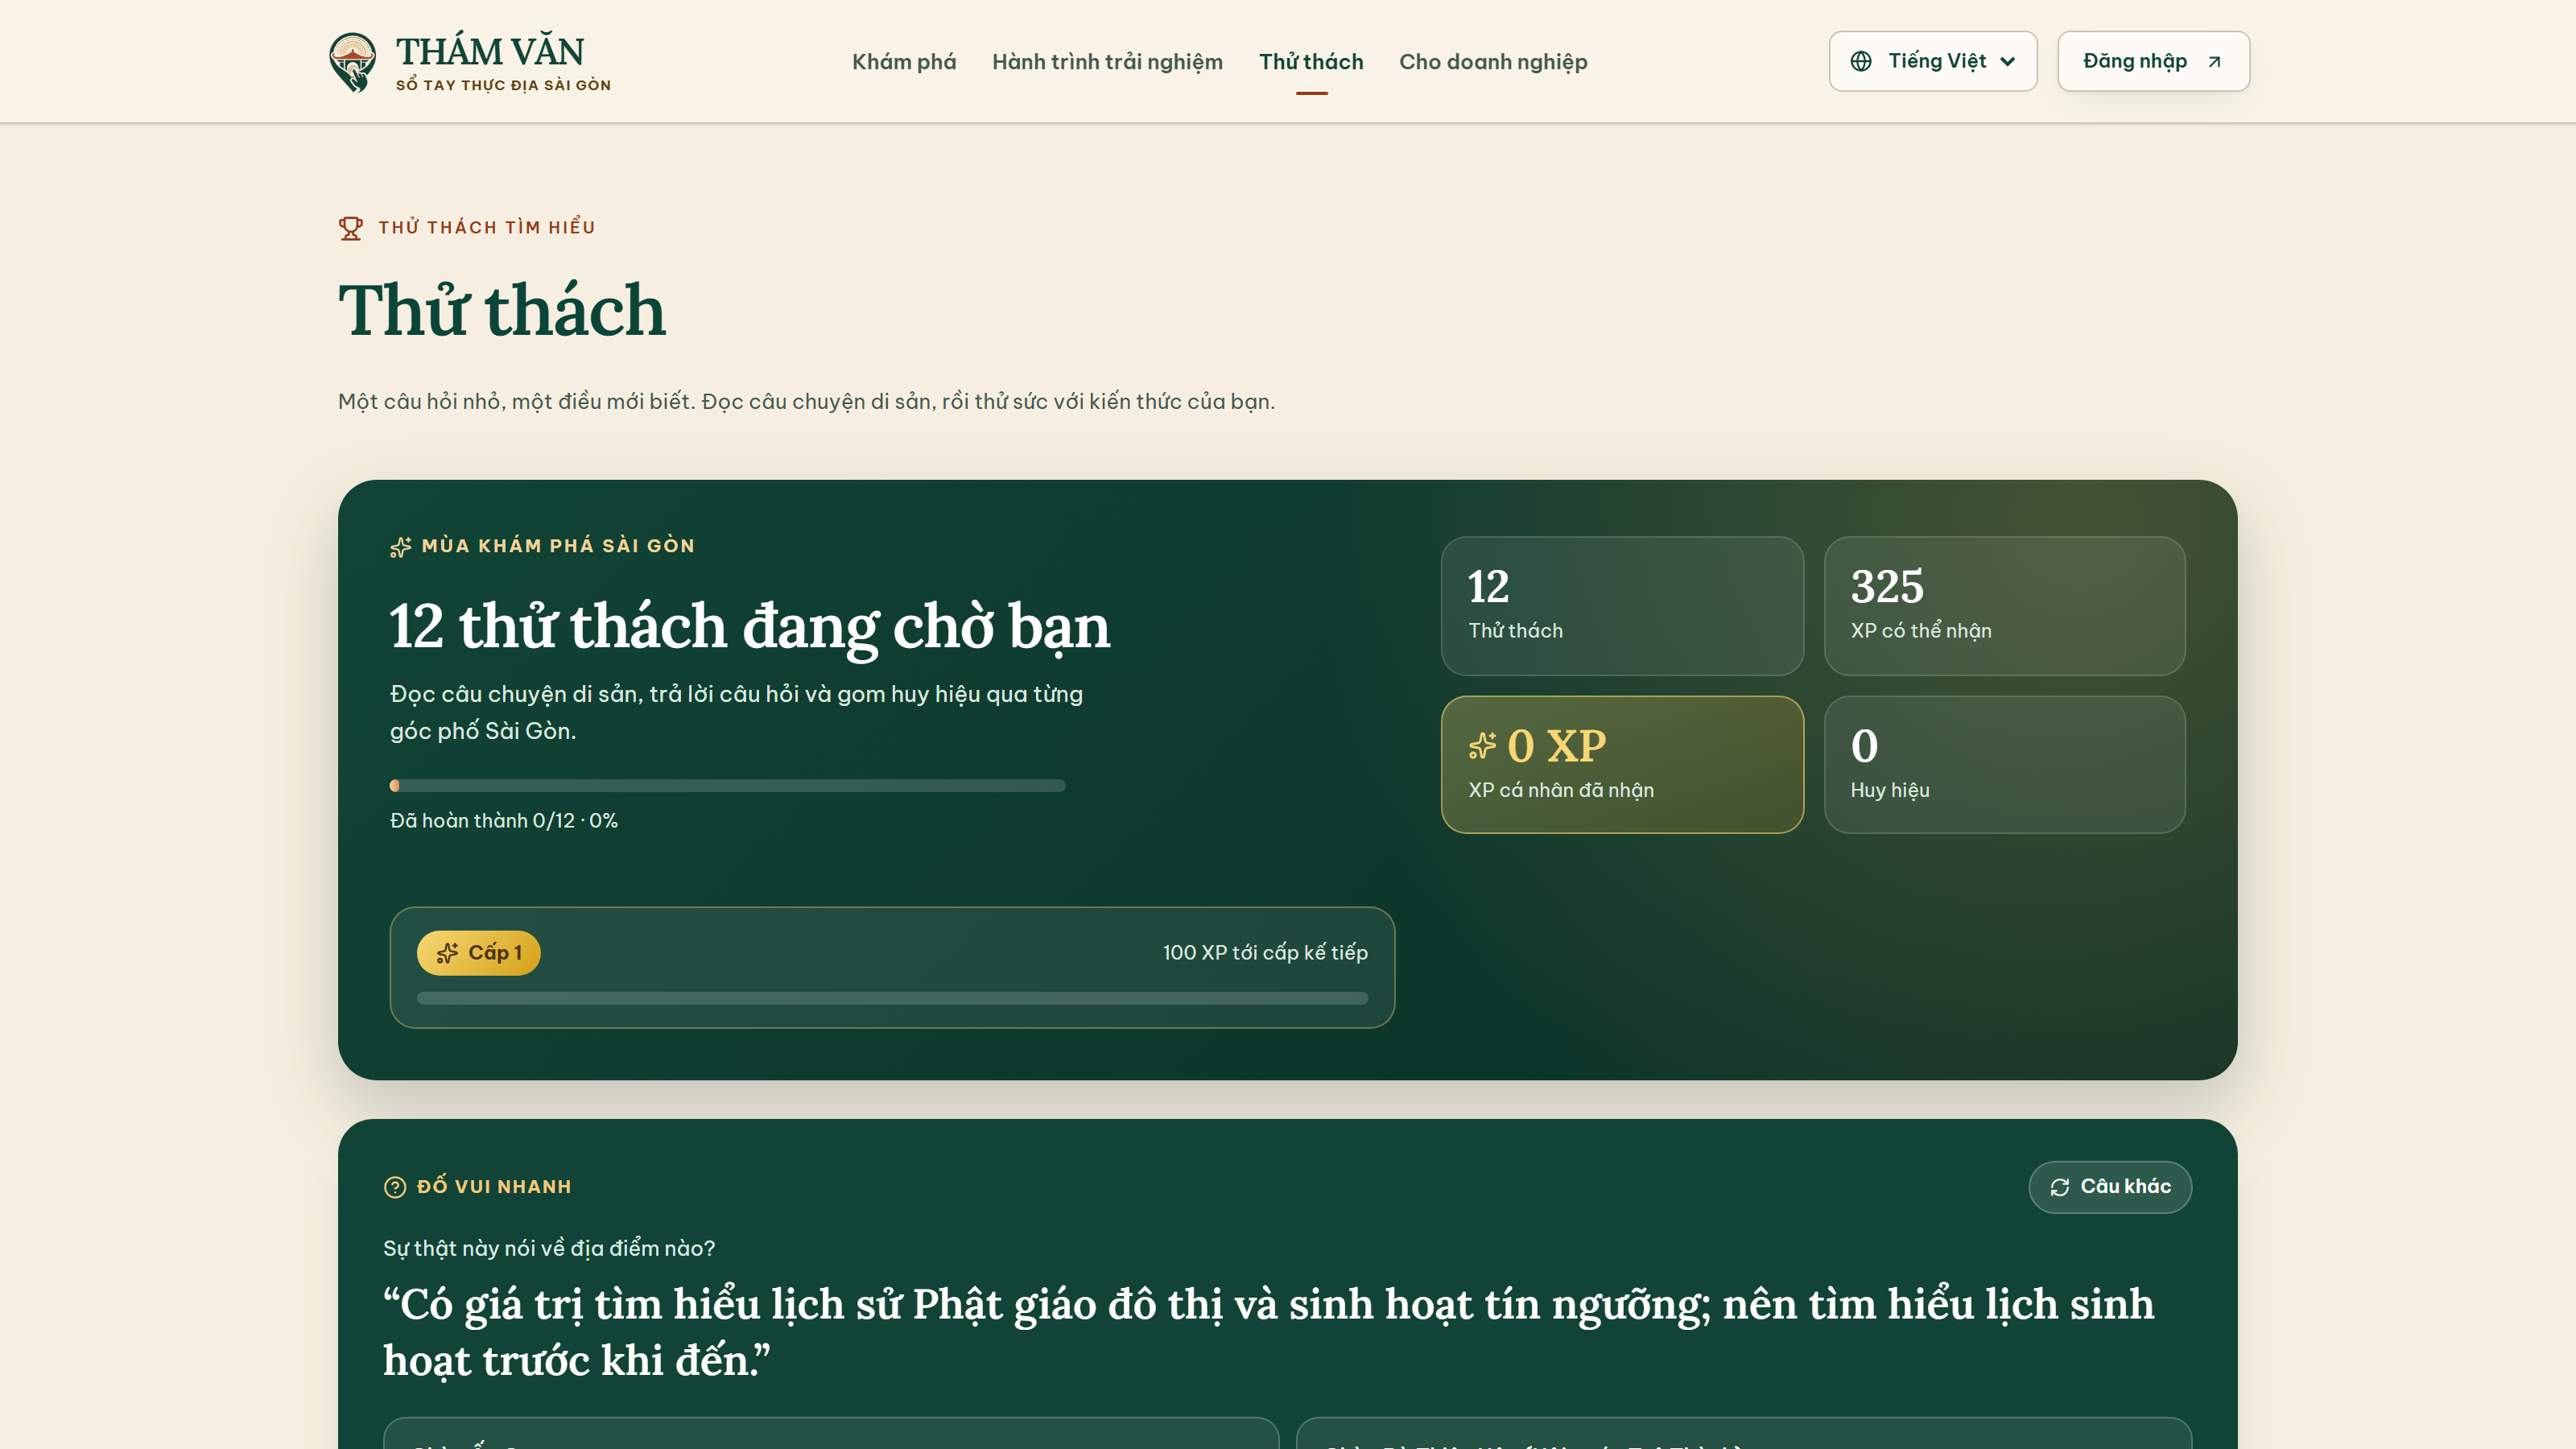 THÁM VĂN
SỔ TAY THỰC ĐỊA SÀI GÒN
Khám phá
Hành trình trải nghiệm
Thử thách
Cho doanh nghiệp
Tiếng Việt
Đăng nhập
THỬ THÁCH TÌM HIỂU
Thử thách
Một câu hỏi nhỏ, một điều mới biết. Đọc câu chuyện di sản, rồi thử sức với kiến thức của bạn.
MÙA KHÁM PHÁ SÀI GÒN
12 thử thách đang chờ bạn
Đọc câu chuyện di sản, trả lời câu hỏi và gom huy hiệu qua từng
góc phố Sài Gòn.
Đã hoàn thành 0/12 · 0%
12
Thử thách
325
XP có thể nhận
0 XP
XP cá nhân đã nhận
0
Huy hiệu
Cấp 1
100 XP tới cấp kế tiếp
ĐỐ VUI NHANH
Câu khác
Sự thật này nói về địa điểm nào?
“Có giá trị tìm hiểu lịch sử Phật giáo đô thị và sinh hoạt tín ngưỡng; nên tìm hiểu lịch sinh
hoạt trước khi đến.”